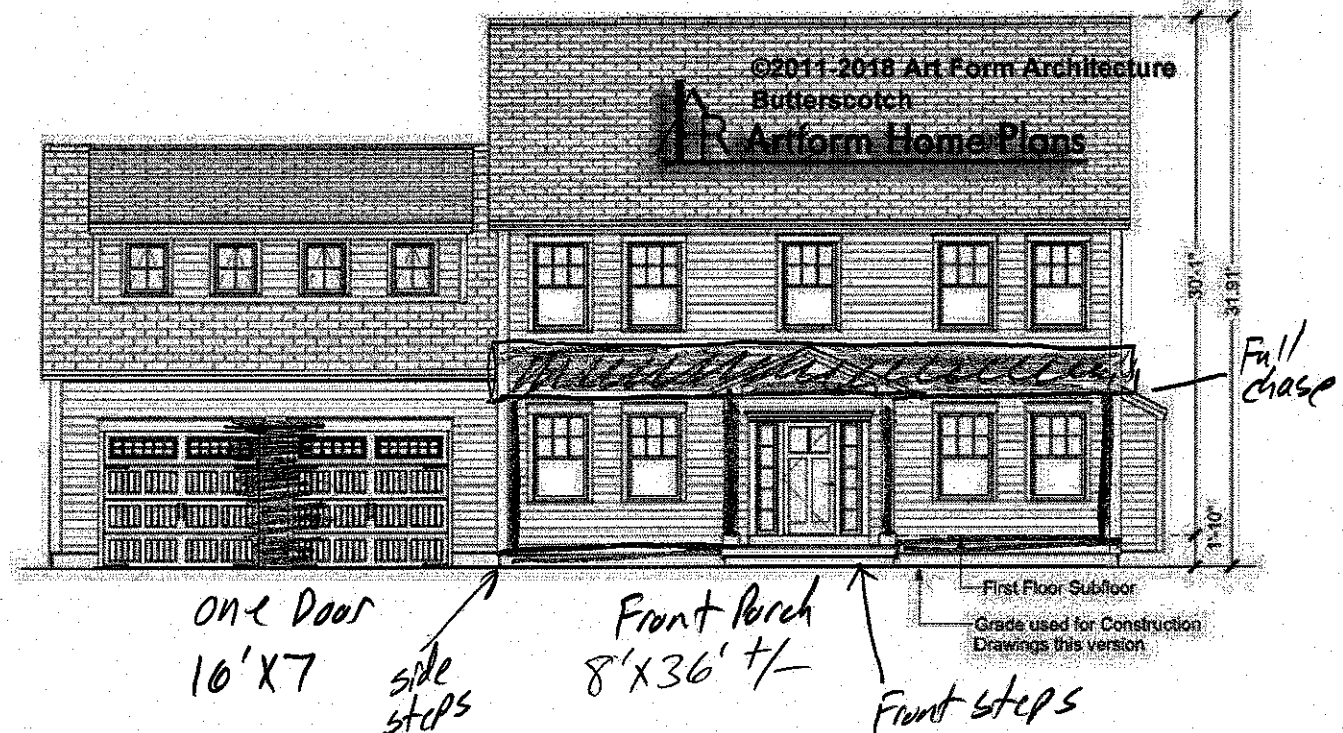 ©2011-2018 Art Form Architecture
Butterscotch
AR Artform Home Plans
30'-1"
31.91'
Full
chase
1'-10"
First Floor Subfloor
Grade used for Construction
Drawings this version
one Door
16'X7
side
steps
Front Porch
8'X36' +/-
Front steps